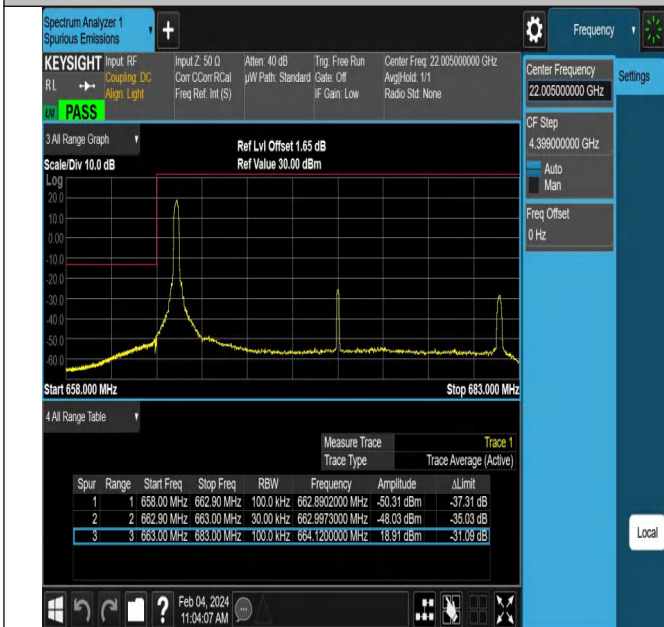 Spectrum Analyzer 1
Spurious Emissions
Frequency
KEYSIGHT
RL
Input: RF
Coupling: DC
Align: Light
Input Z: 50 Ω
Corr CCorr RCal
Freq Ref: Int (S)
Atten: 40 dB
µW Path: Standard
Trig: Free Run
Gate: Off
IF Gain: Low
Center Freq: 22.005000000 GHz
Avg|Hold: 1/1
Radio Std: None
LXI
PASS
3 All Range Graph
Scale/Div 10.0 dB
Ref Lvl Offset 1.65 dB
Ref Value 30.00 dBm
Log
20.0
10.0
0.00
-10.0
-20.0
-30.0
-40.0
-50.0
-60.0
Start 658.000 MHz
Stop 683.000 MHz
4 All Range Table
Measure Trace Trace 1
Trace Type Trace Average (Active)
Spur Range Start Freq Stop Freq RBW Frequency Amplitude ΔLimit
1 1 658.00 MHz 662.90 MHz 100.0 kHz 662.8902000 MHz -50.31 dBm -37.31 dB
2 2 662.90 MHz 663.00 MHz 30.00 kHz 662.9973000 MHz -48.03 dBm -35.03 dB
3 3 663.00 MHz 683.00 MHz 100.0 kHz 664.1200000 MHz 18.91 dBm -31.09 dB
Center Frequency
22.005000000 GHz
Settings
CF Step
4.399000000 GHz
Auto
Man
Freq Offset
0 Hz
Local
Feb 04, 2024
11:04:07 AM